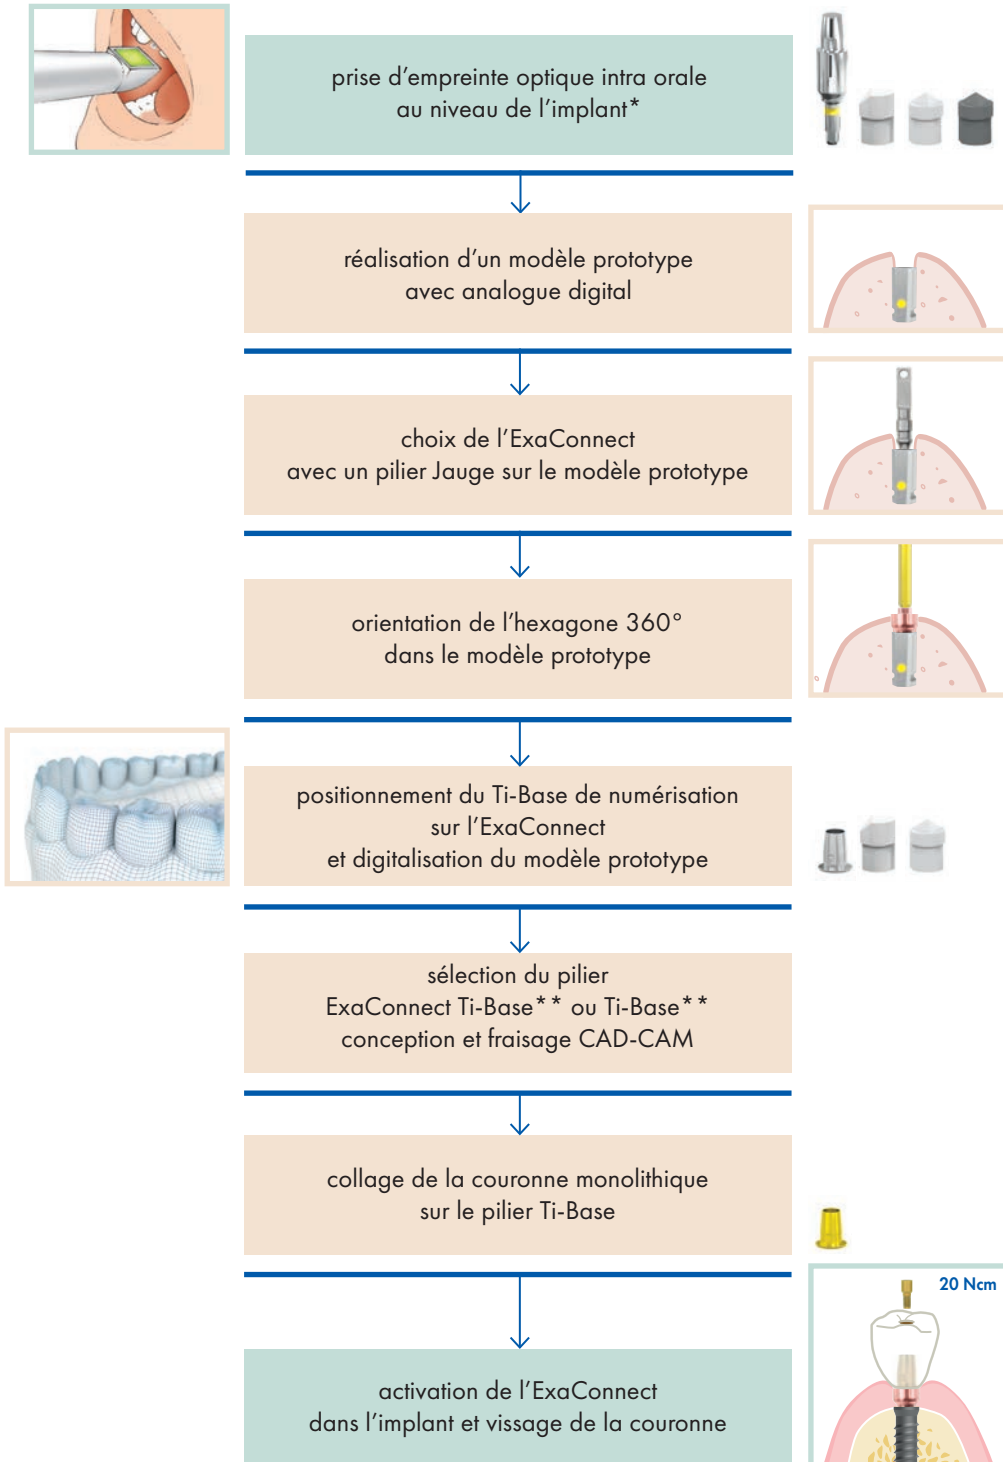 prise d’empreinte optique intra orale
au niveau de l’implant*
réalisation d’un modèle prototype
avec analogue digital
choix de l’ExaConnect
avec un pilier Jauge sur le modèle prototype
orientation de l’hexagone 360°
dans le modèle prototype
positionnement du Ti-Base de numérisation
sur l’ExaConnect
et digitalisation du modèle prototype
sélection du pilier
ExaConnect Ti-Base** ou Ti-Base**
conception et fraisage CAD-CAM
collage de la couronne monolithique
sur le pilier Ti-Base
20 Ncm
activation de l’ExaConnect
dans l’implant et vissage de la couronne